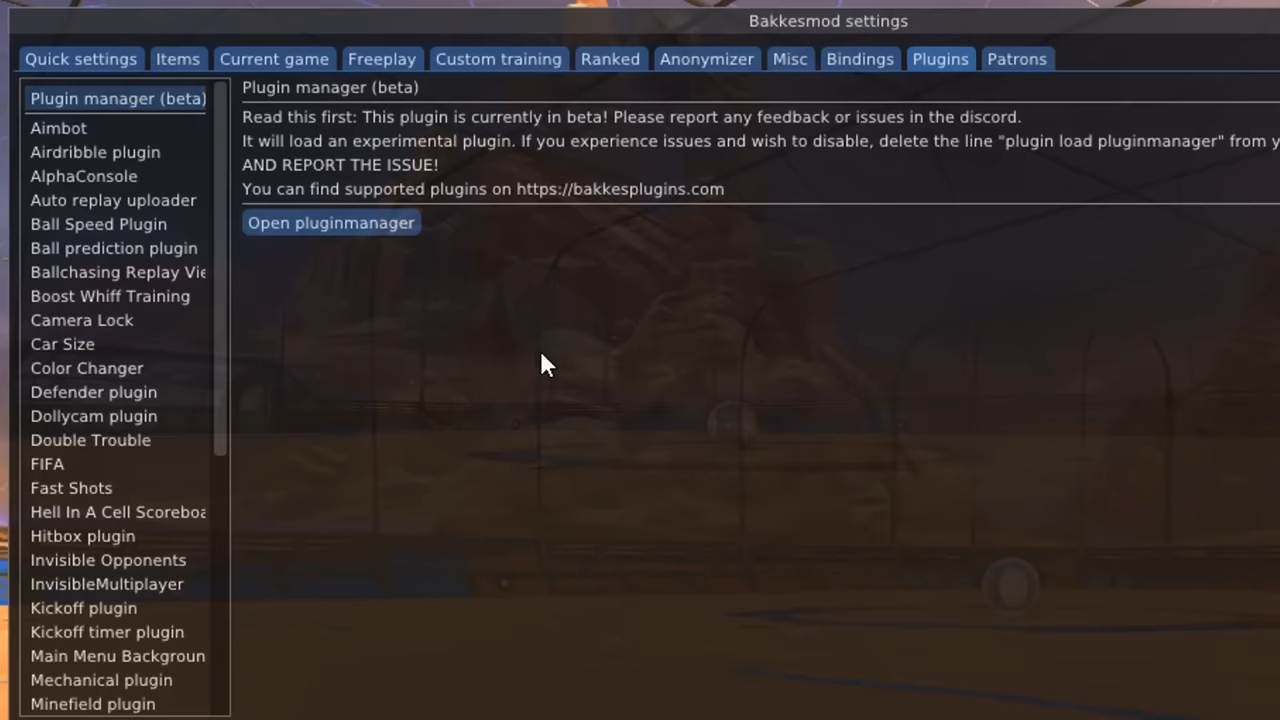 Bakkesmod settings
Quick settings Items Current game Freeplay Custom training Ranked Anonymizer Misc Bindings Plugins Patrons
Plugin manager (beta)
Aimbot
Airdribble plugin
AlphaConsole
Auto replay uploader
Ball Speed Plugin
Ball prediction plugin
Ballchasing Replay Vie
Boost Whiff Training
Camera Lock
Car Size
Color Changer
Defender plugin
Dollycam plugin
Double Trouble
FIFA
Fast Shots
Hell In A Cell Scoreboa
Hitbox plugin
Invisible Opponents
InvisibleMultiplayer
Kickoff plugin
Kickoff timer plugin
Main Menu Backgroun
Mechanical plugin
Minefield plugin
Plugin manager (beta)
Read this first: This plugin is currently in beta! Please report any feedback or issues in the discord.
It will load an experimental plugin. If you experience issues and wish to disable, delete the line "plugin load pluginmanager" from y
AND REPORT THE ISSUE!
You can find supported plugins on https://bakkesplugins.com
Open pluginmanager